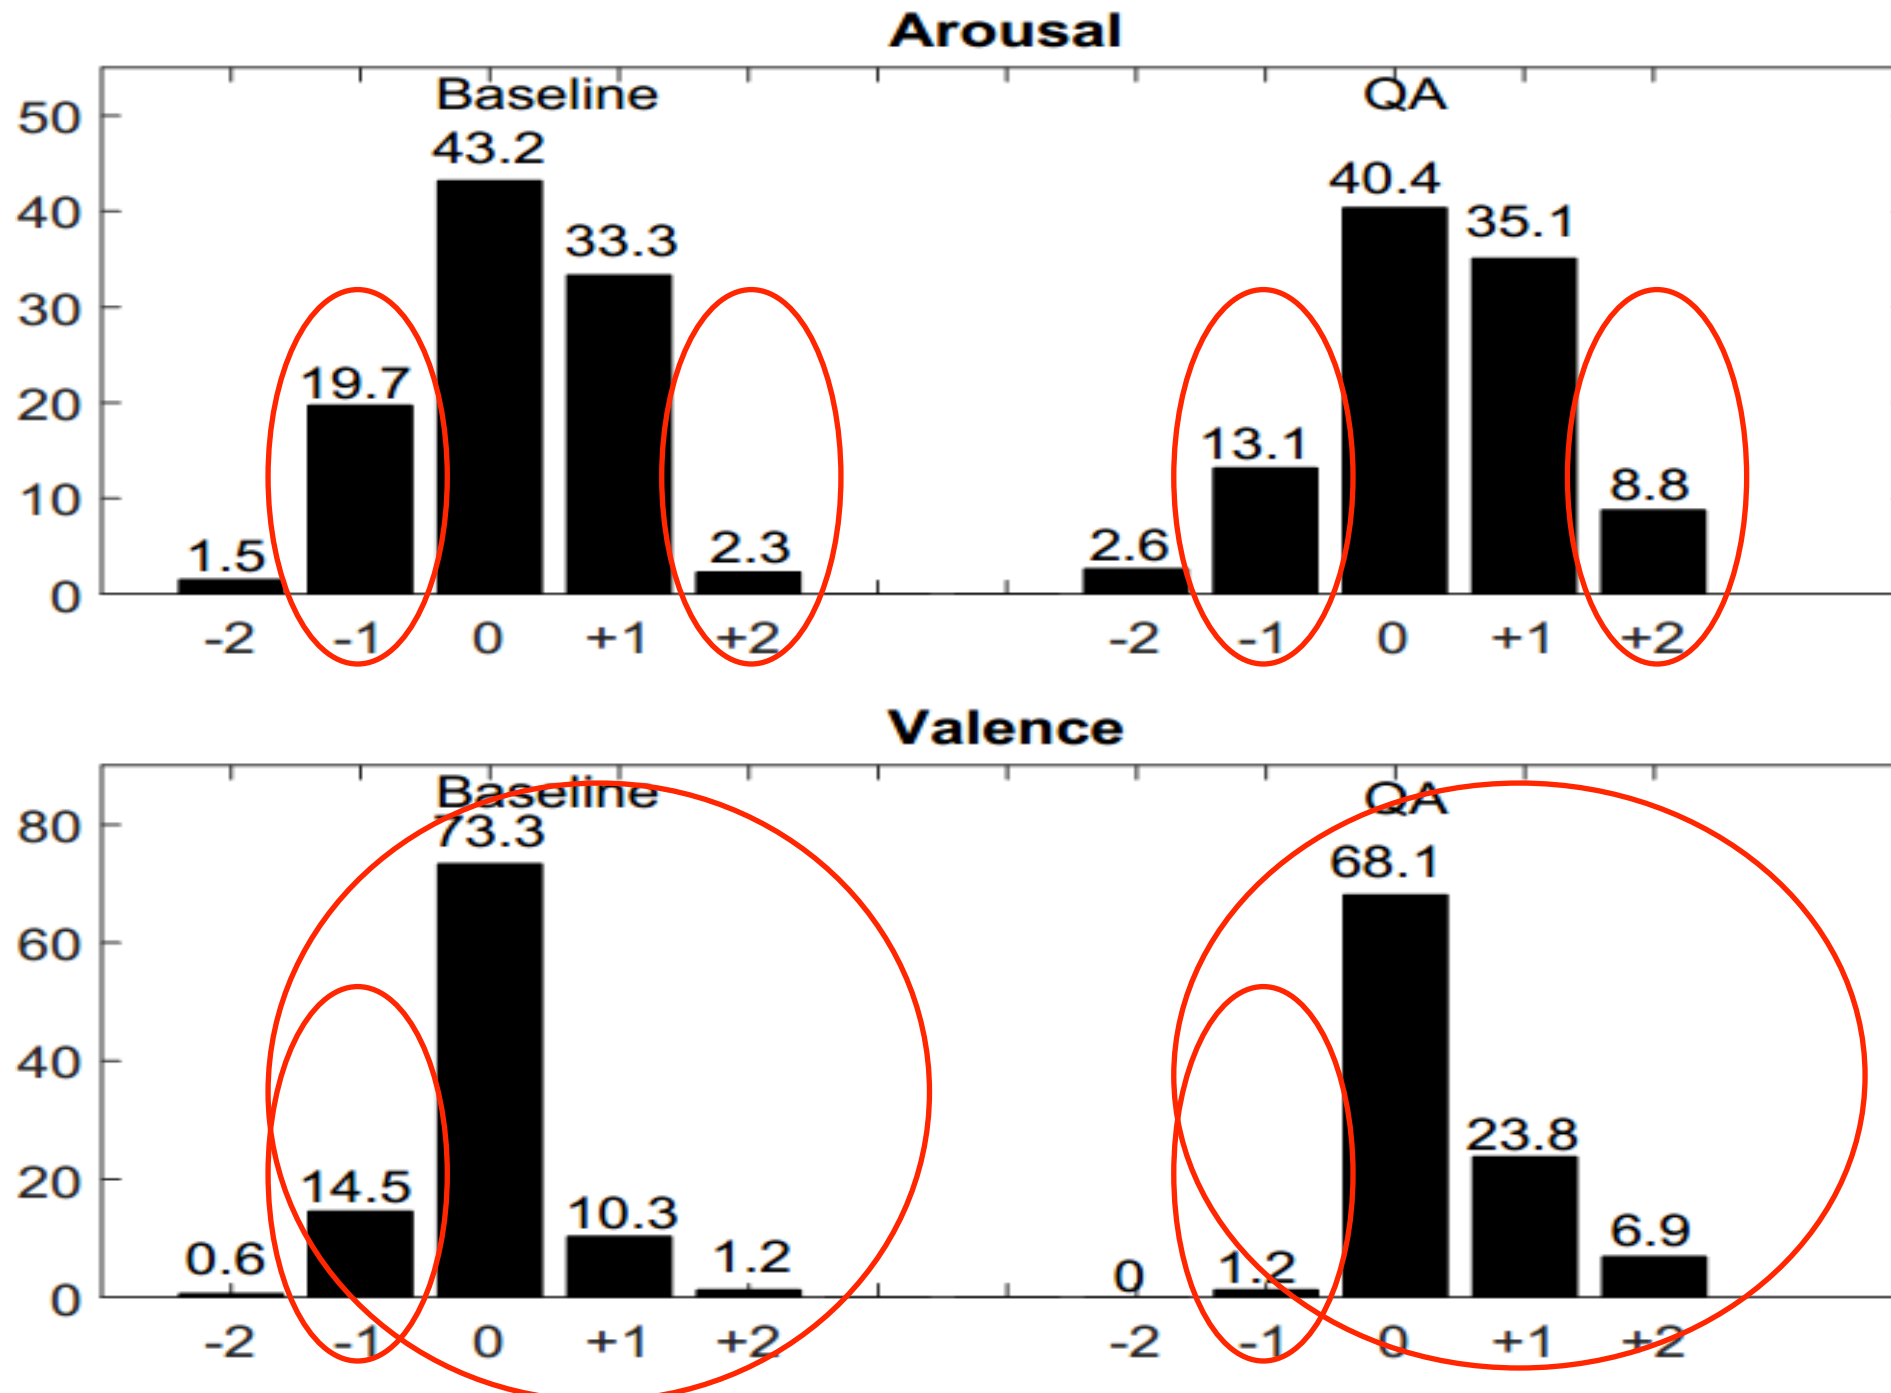 Arousal
Baseline QA
50
40
30
20
10
0
1.5 19.7 43.2 33.3 2.3 2.6 13.1 40.4 35.1 8.8
-2 -1 0 +1 +2 -2 -1 0 +1 +2
Valence
Baseline QA
80
60
40
20
0
0.6 14.5 73.3 10.3 1.2 0 1.2 68.1 23.8 6.9
-2 -1 0 +1 +2 -2 -1 0 +1 +2